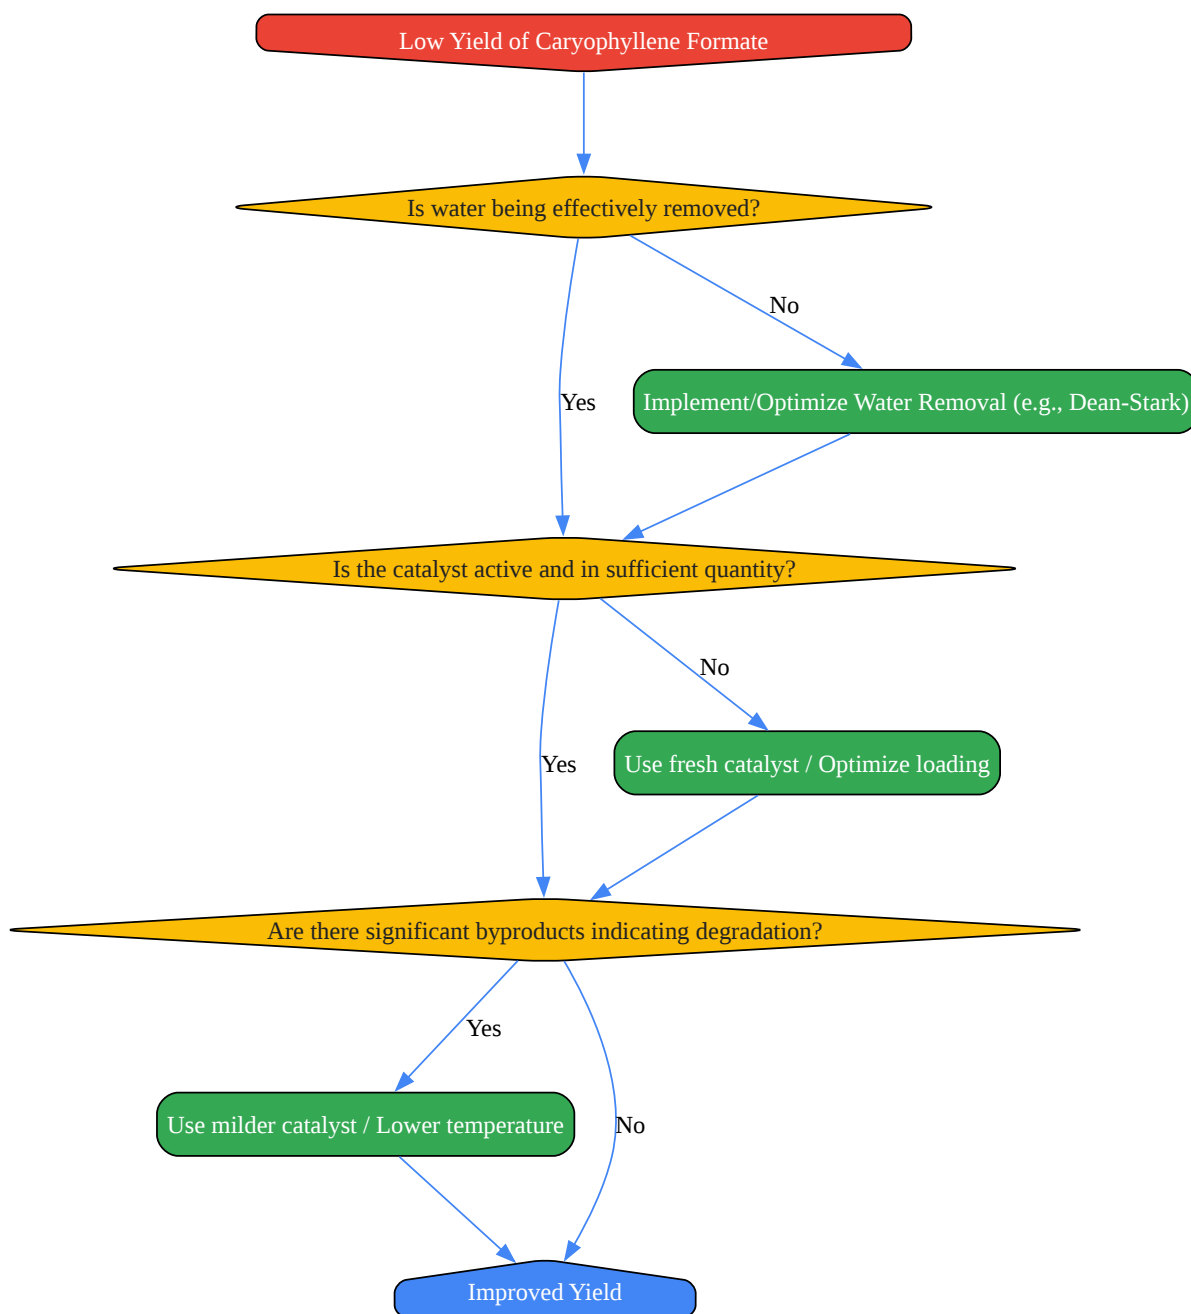 Low Yield of Caryophyllene Formate
Is water being effectively removed?
No
Yes
Implement/Optimize Water Removal (e.g., Dean-Stark)
Is the catalyst active and in sufficient quantity?
No
Yes
Use fresh catalyst / Optimize loading
Are there significant byproducts indicating degradation?
Yes
Use milder catalyst / Lower temperature
No
Improved Yield